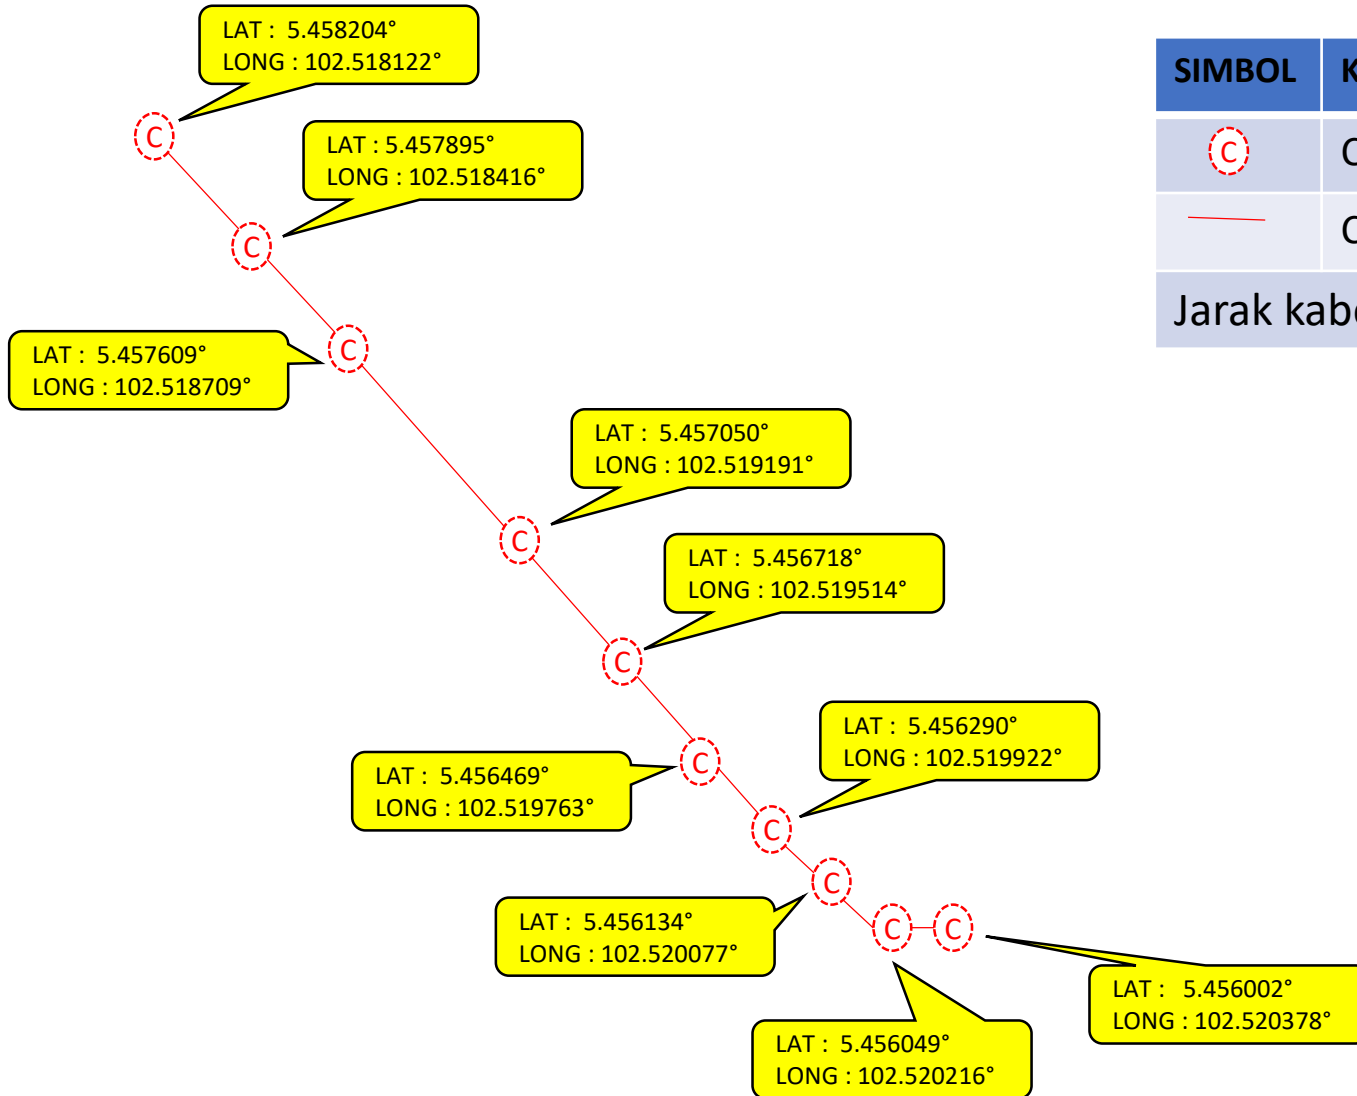 LAT : 5.458204°
LONG : 102.518122°
SIMBOL
C
LAT : 5.457895°
LONG : 102.518416°
C
C
C
Jarak
LAT : 5.457609°
LONG : 102.518709°
C
LAT : 5.457050°
LONG : 102.519191°
C
LAT : 5.456718°
LONG : 102.519514°
C
LAT : 5.456290°
LONG : 102.519922°
LAT : 5.456469°
LONG : 102.519763°
C
C
C
LAT : 5.456134°
LONG : 102.520077°
C
C
LAT : 5.456002°
LONG : 102.520378°
LAT : 5.456049°
LONG : 102.520216°